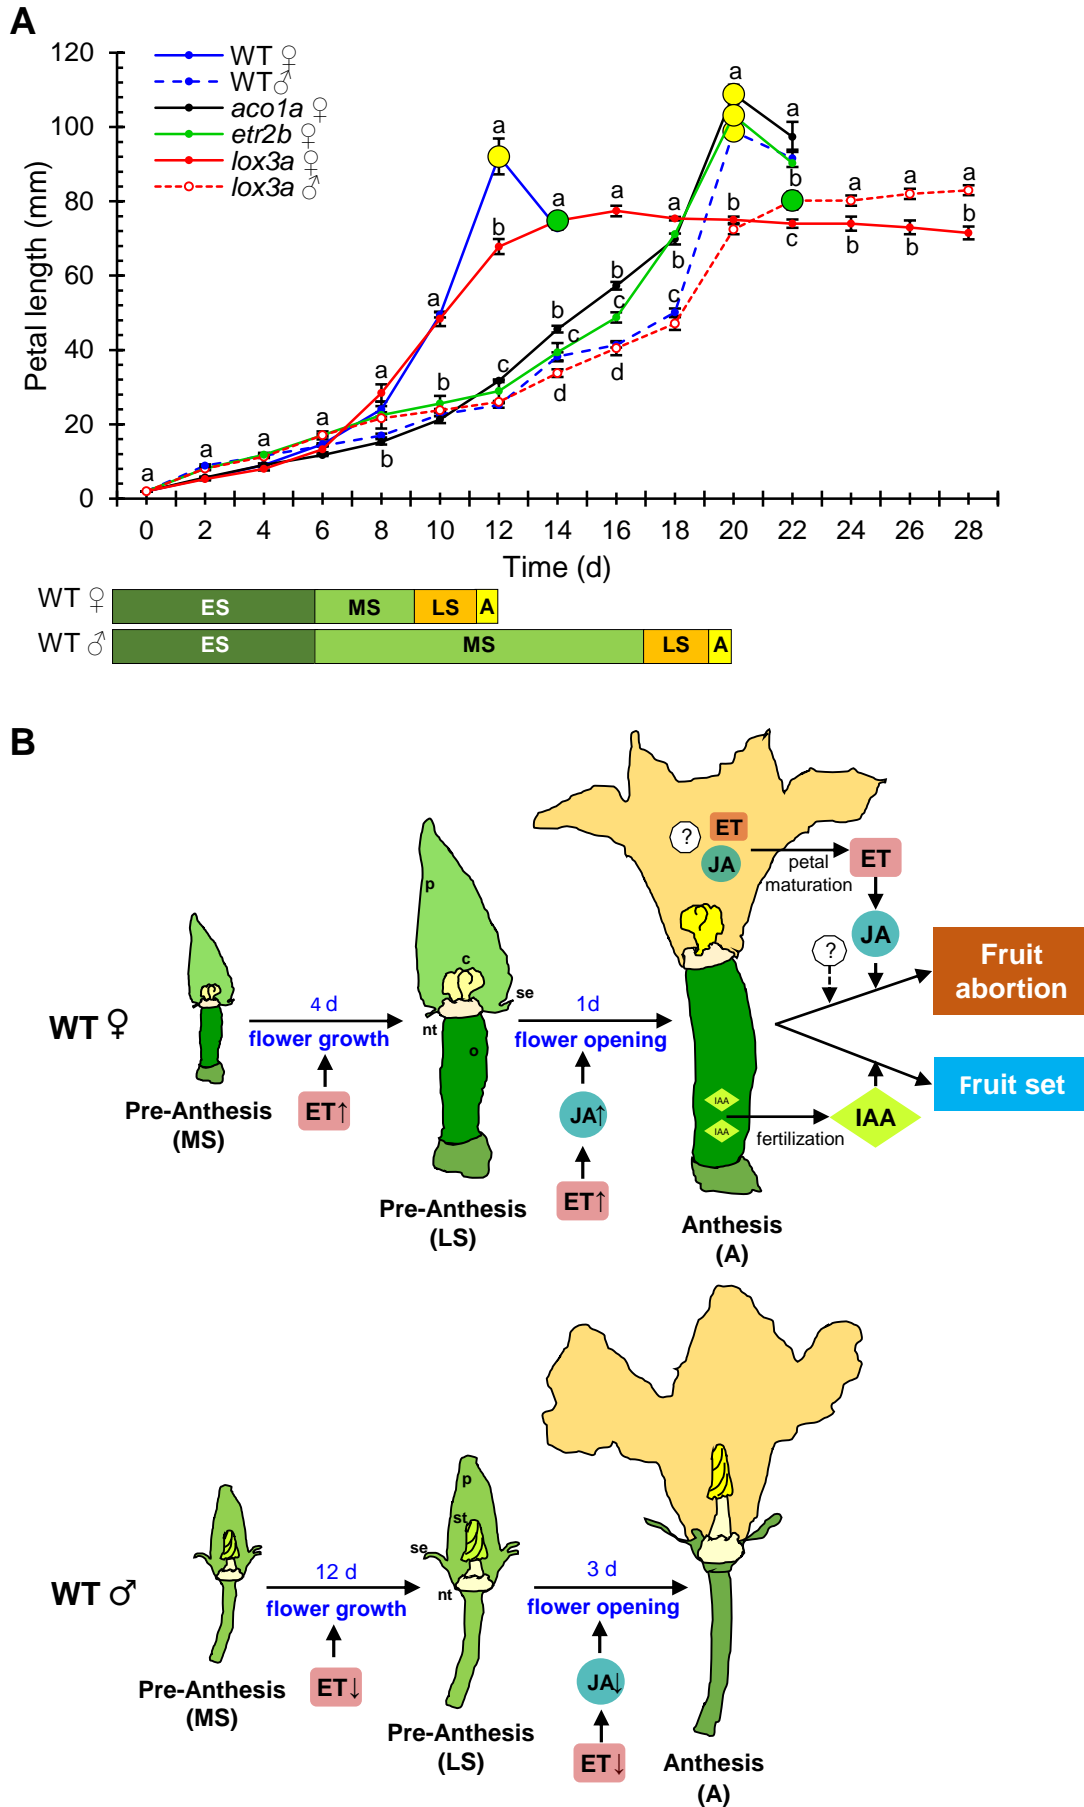 A
120
100
80
60
40
20
0
Petal length (mm)
WT ♀
WT ♂
aco1a ♀
etr2b ♀
lox3a ♀
lox3a ♂
a
a
a
a
a
b
a
b
a
b
c
a
b
c
d
a
b
c
d
a
b
c
a
b
a
b
c
a
b
a
b
a
b
0 2 4 6 8 10 12 14 16 18 20 22 24 26 28
Time (d)
WT ♀ ES MS LS A
WT ♂ ES MS LS A
B
WT ♀
Pre-Anthesis
(MS)
4 d
flower growth
ET↑
p
c
se
nt
o
Pre-Anthesis
(LS)
1d
flower opening
JA↑
ET↑
?
ET
JA
petal
maturation
ET
JA
?
Fruit
abortion
Fruit set
IAA
IAA
fertilization
IAA
Anthesis
(A)
WT ♂
Pre-Anthesis
(MS)
12 d
flower growth
ET↓
p
st
se
nt
Pre-Anthesis
(LS)
3 d
flower opening
JA↓
ET↓
Anthesis
(A)